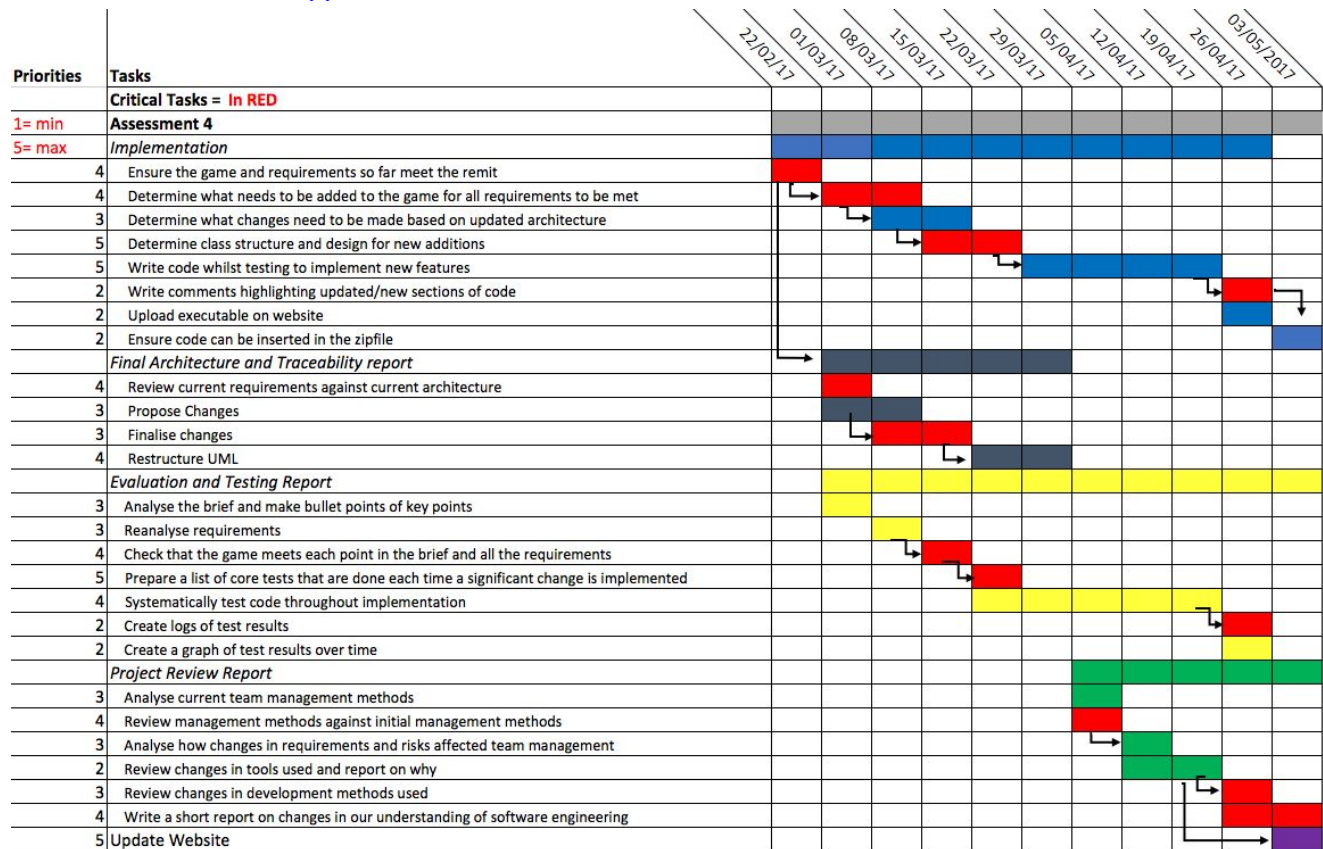 22/02/17 01/03/17 08/03/17 15/03/17 22/03/17 29/03/17 05/04/17 12/04/17 19/04/17 26/04/17 03/05/2017
Priorities Tasks
Critical Tasks = In RED
1= min Assessment 4
5= max Implementation
4 Ensure the game and requirements so far meet the remit
4 Determine what needs to be added to the game for all requirements to be met
3 Determine what changes need to be made based on updated architecture
5 Determine class structure and design for new additions
5 Write code whilst testing to implement new features
2 Write comments highlighting updated/new sections of code
2 Upload executable on website
2 Ensure code can be inserted in the zipfile
Final Architecture and Traceability report
4 Review current requirements against current architecture
3 Propose Changes
3 Finalise changes
4 Restructure UML
Evaluation and Testing Report
3 Analyse the brief and make bullet points of key points
3 Reanalyse requirements
4 Check that the game meets each point in the brief and all the requirements
5 Prepare a list of core tests that are done each time a significant change is implemented
4 Systematically test code throughout implementation
2 Create logs of test results
2 Create a graph of test results over time
Project Review Report
3 Analyse current team management methods
4 Review management methods against initial management methods
3 Analyse how changes in requirements and risks affected team management
2 Review changes in tools used and report on why
3 Review changes in development methods used
4 Write a short report on changes in our understanding of software engineering
5 Update Website